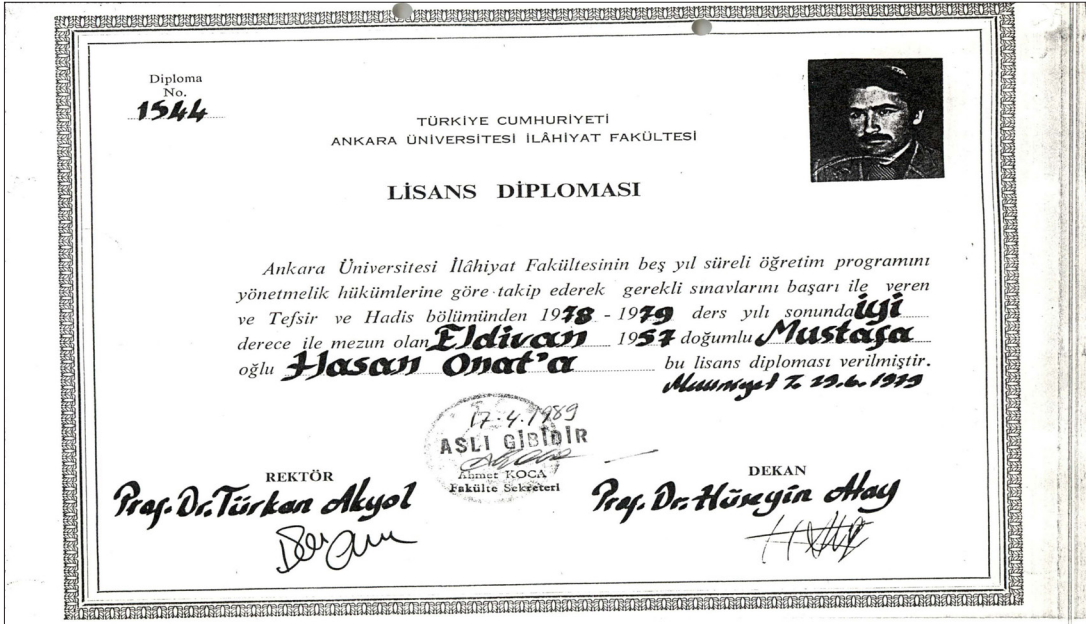 Diploma
No.
1544
TÜRKİYE CUMHURİYETİ
ANKARA ÜNİVERSİTESİ İLÂHİYAT FAKÜLTESİ
LİSANS DİPLOMASI
Ankara Üniversitesi İlâhiyat Fakültesinin beş yıl süreli öğretim programını
yönetmelik hükümlerine göre takip ederek gerekli sınavlarını başarı ile veren
ve Tefsir ve Hadis bölümünden 1978 - 1979 ders yılı sonunda iyi
derece ile mezun olan Eldivan 1957 doğumlu Mustafa
oğlu Hasan Onat'a bu lisans diploması verilmiştir.
29.6.1979
17.4.1989
ASLI GİBİDİR
Ahmet KOCA
Fakülte Sekreteri
REKTÖR
Prof. Dr. Türkan Akyol
DEKAN
Prof. Dr. Hüseyin Atay